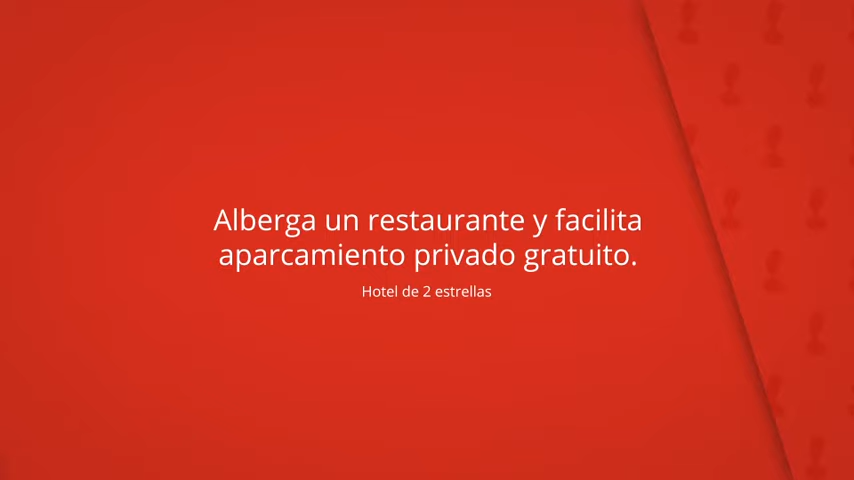 Alberga un restaurante y facilita
aparcamiento privado gratuito.
Hotel de 2 estrellas